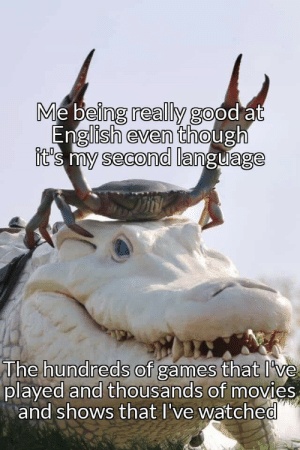 Me being really good at
English even though
it's my second language
The hundreds of games that I've
played and thousands of movies
and shows that I've watched